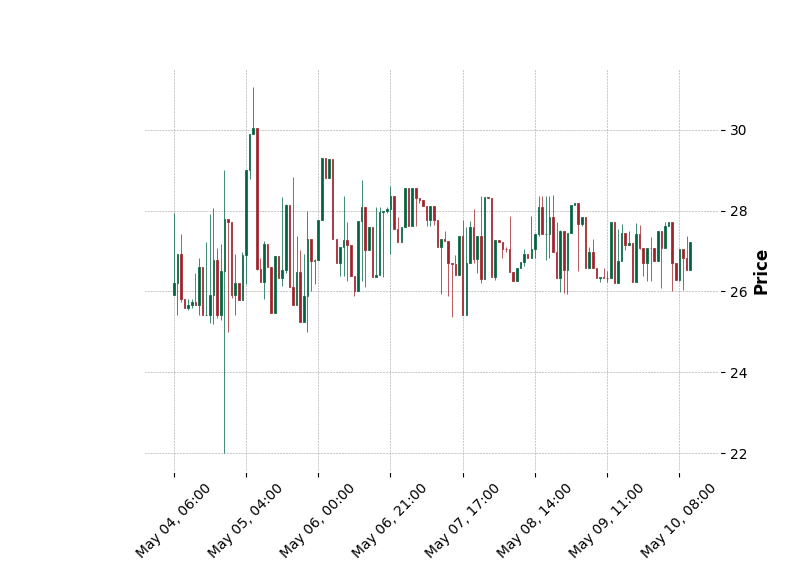 30
28
26
24
22
Price
May 04, 06:00
May 05, 04:00
May 06, 00:00
May 06, 21:00
May 07, 17:00
May 08, 14:00
May 09, 11:00
May 10, 08:00